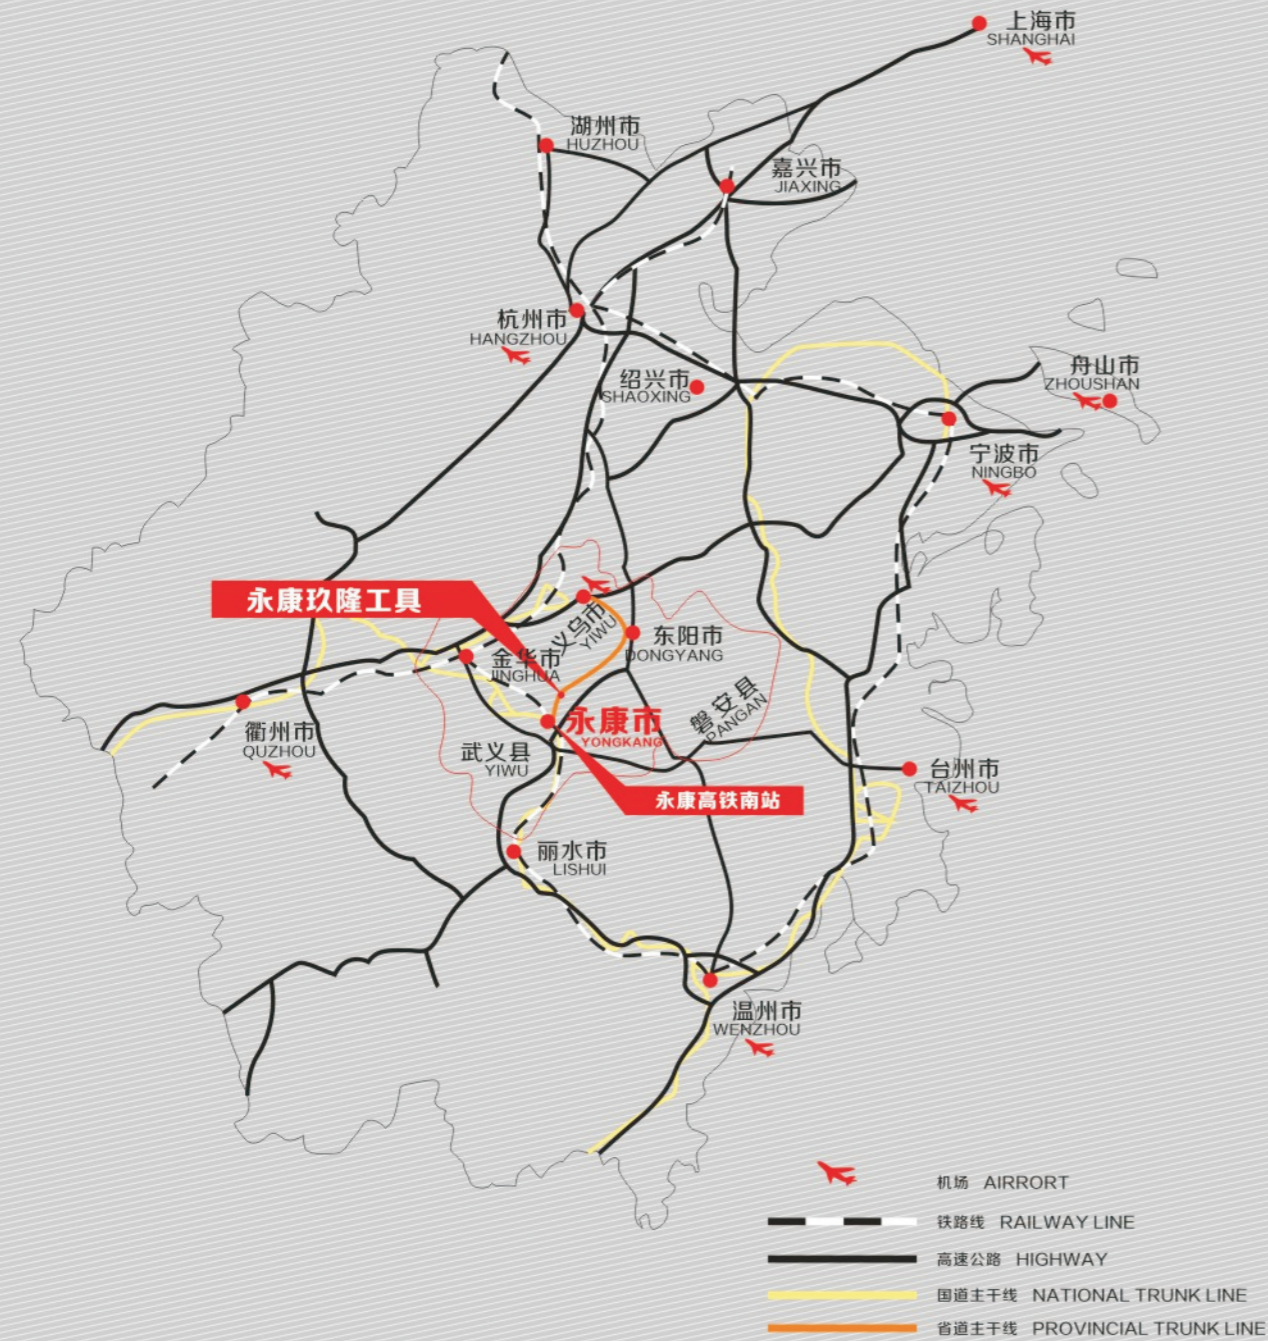 上海市
SHANGHAI
湖州市
HUZHOU
嘉兴市
JIAXING
杭州市
HANGZHOU
绍兴市
SHAOXING
舟山市
ZHOUSHAN
宁波市
NINGBO
永康玖隆工具
义乌市
YIWU
东阳市
DONGYANG
金华市
JINGHUA
磐安县
PANGAN
衢州市
QUZHOU
永康市
YONGKANG
武义县
YIWU
台州市
TAIZHOU
永康高铁南站
丽水市
LISHUI
温州市
WENZHOU
机场 AIRRORT
铁路线 RAILWAY LINE
高速公路 HIGHWAY
国道主干线 NATIONAL TRUNK LINE
省道主干线 PROVINCIAL TRUNK LINE